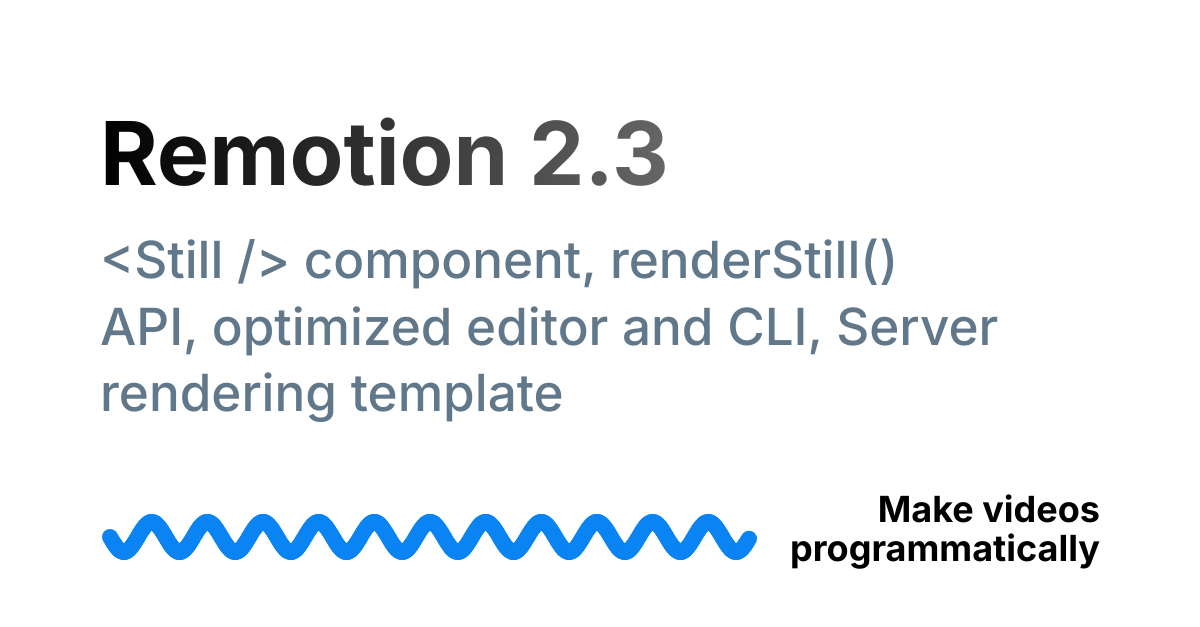 Remotion 2.3
<Still /> component, renderStill()
API, optimized editor and CLI, Server
rendering template
Make videos
programmatically